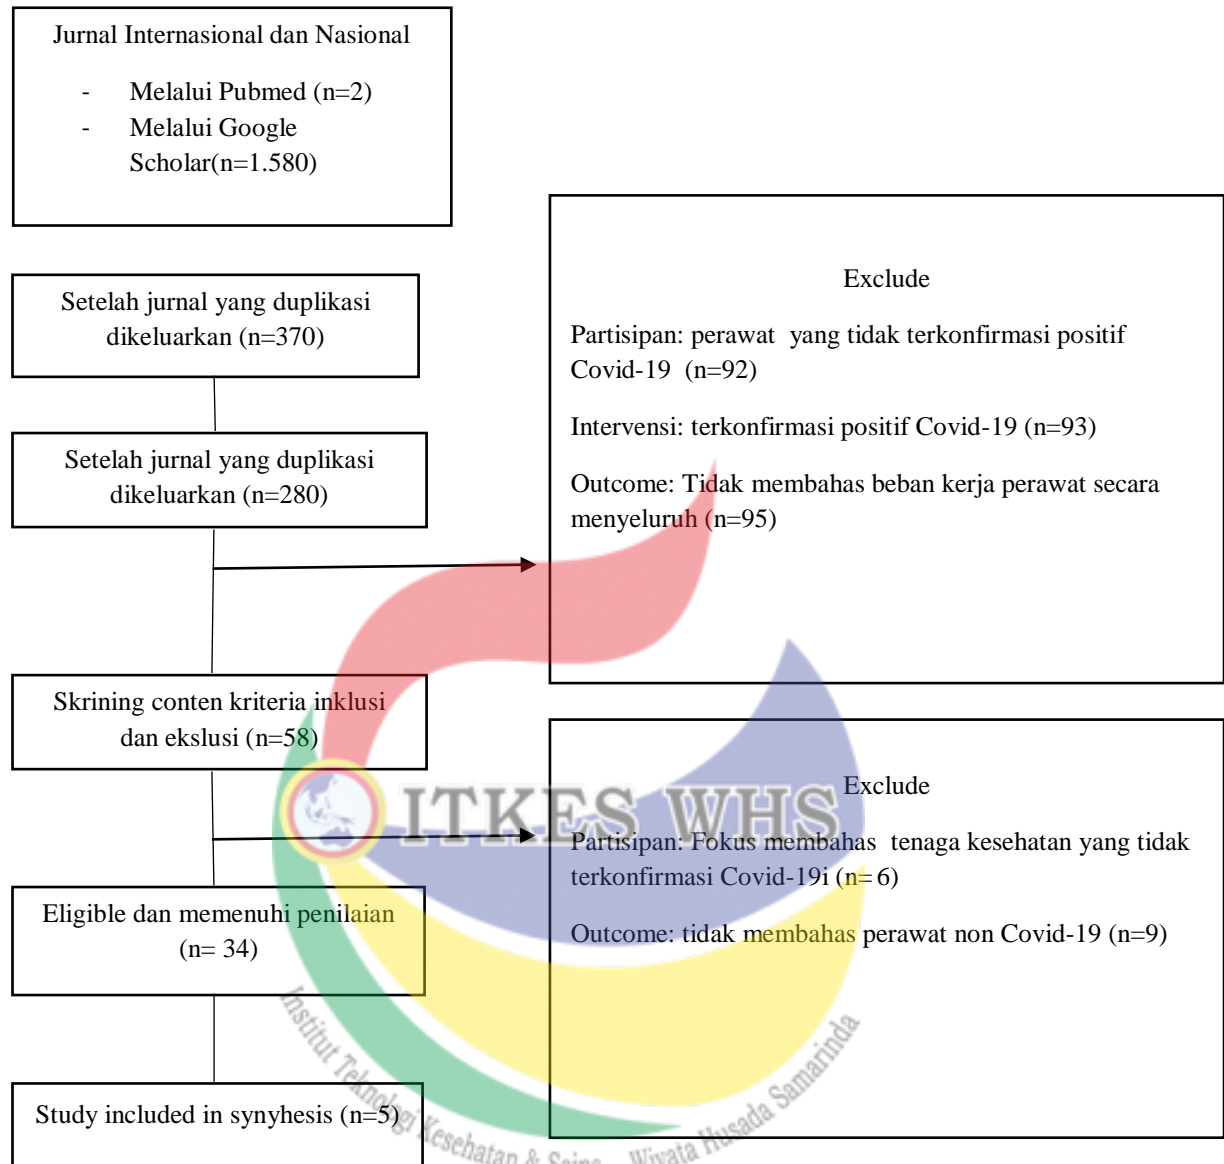 Jurnal Internasional dan Nasional
- Melalui Pubmed (n=2)
- Melalui Google
Scholar(n=1.580)
Setelah jurnal yang duplikasi
dikeluarkan (n=370)
Setelah jurnal yang duplikasi
dikeluarkan (n=280)
Exclude
Partisipan: perawat yang tidak terkonfirmasi positif
Covid-19 (n=92)
Intervensi: terkonfirmasi positif Covid-19 (n=93)
Outcome: Tidak membahas beban kerja perawat secara
menyeluruh (n=95)
Skrining conten kriteria inklusi
dan ekslusi (n=58)
Exclude
Partisipan: Fokus membahas tenaga kesehatan yang tidak
terkonfirmasi Covid-19i (n= 6)
Outcome: tidak membahas perawat non Covid-19 (n=9)
Eligible dan memenuhi penilaian
(n= 34)
Study included in synyhesis (n=5)
ITKES WHS
Institut Teknologi Kesehatan & Sains Wiyata Husada Samarinda